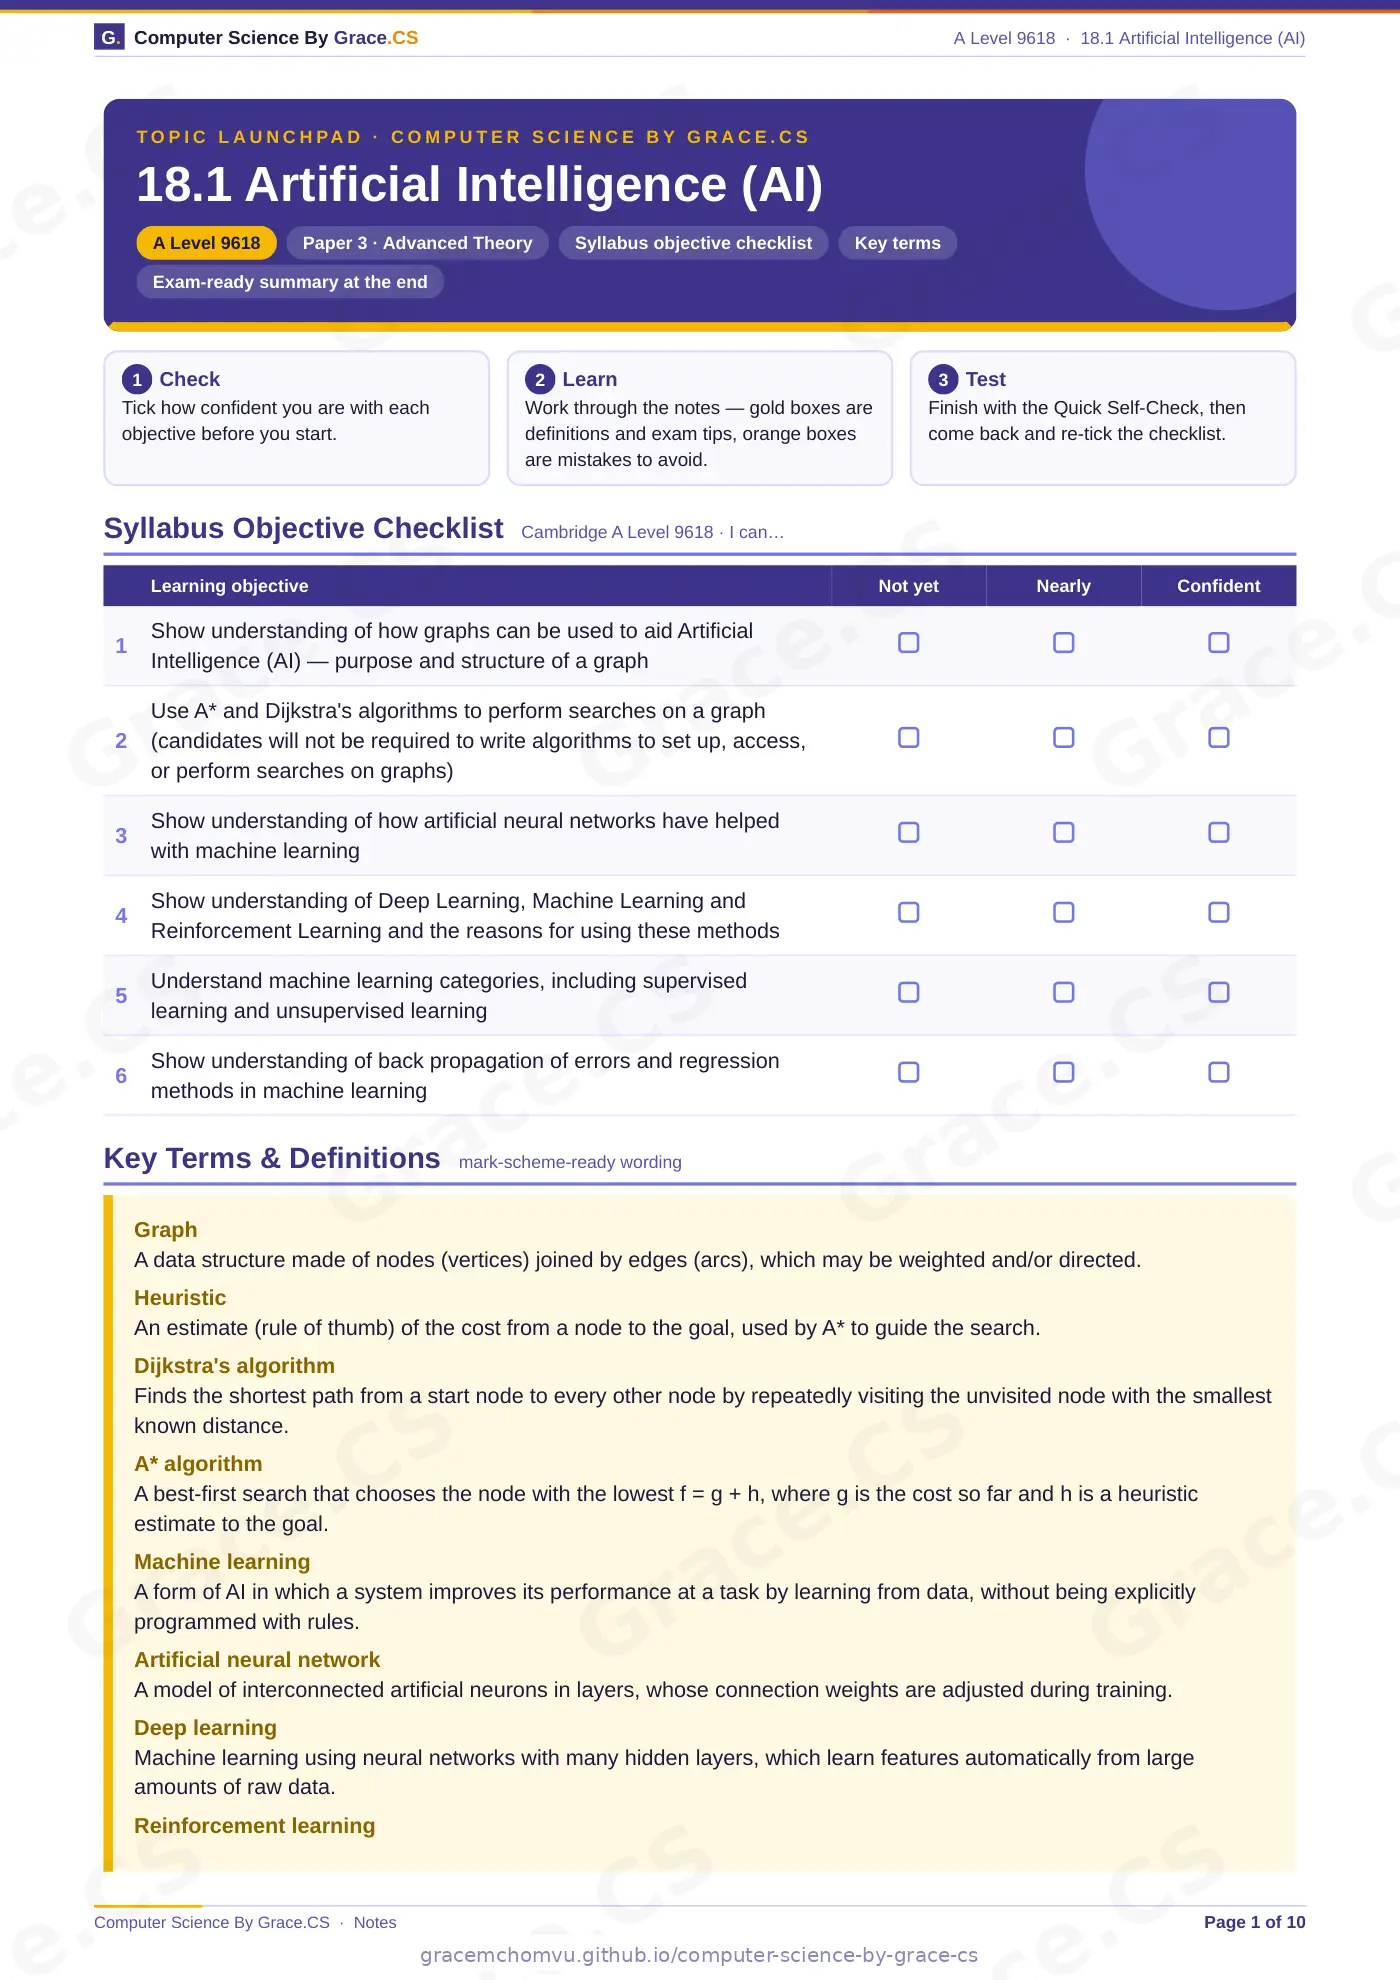 G. Computer Science By Grace.CS
A Level 9618 · 18.1 Artificial Intelligence (AI)
TOPIC LAUNCHPAD · COMPUTER SCIENCE BY GRACE.CS
18.1 Artificial Intelligence (AI)
A Level 9618
Paper 3 · Advanced Theory
Syllabus objective checklist
Key terms
Exam-ready summary at the end
1 Check
Tick how confident you are with each
objective before you start.
2 Learn
Work through the notes — gold boxes are
definitions and exam tips, orange boxes
are mistakes to avoid.
3 Test
Finish with the Quick Self-Check, then
come back and re-tick the checklist.
Syllabus Objective Checklist Cambridge A Level 9618 · I can…
Learning objective Not yet Nearly Confident
1 Show understanding of how graphs can be used to aid Artificial
Intelligence (AI) — purpose and structure of a graph
2 Use A* and Dijkstra's algorithms to perform searches on a graph
(candidates will not be required to write algorithms to set up, access,
or perform searches on graphs)
3 Show understanding of how artificial neural networks have helped
with machine learning
4 Show understanding of Deep Learning, Machine Learning and
Reinforcement Learning and the reasons for using these methods
5 Understand machine learning categories, including supervised
learning and unsupervised learning
6 Show understanding of back propagation of errors and regression
methods in machine learning
Key Terms & Definitions mark-scheme-ready wording
Graph
A data structure made of nodes (vertices) joined by edges (arcs), which may be weighted and/or directed.
Heuristic
An estimate (rule of thumb) of the cost from a node to the goal, used by A* to guide the search.
Dijkstra's algorithm
Finds the shortest path from a start node to every other node by repeatedly visiting the unvisited node with the smallest
known distance.
A* algorithm
A best-first search that chooses the node with the lowest f = g + h, where g is the cost so far and h is a heuristic
estimate to the goal.
Machine learning
A form of AI in which a system improves its performance at a task by learning from data, without being explicitly
programmed with rules.
Artificial neural network
A model of interconnected artificial neurons in layers, whose connection weights are adjusted during training.
Deep learning
Machine learning using neural networks with many hidden layers, which learn features automatically from large
amounts of raw data.
Reinforcement learning
Computer Science By Grace.CS · Notes
Page 1 of 10
gracemchomvu.github.io/computer-science-by-grace-cs